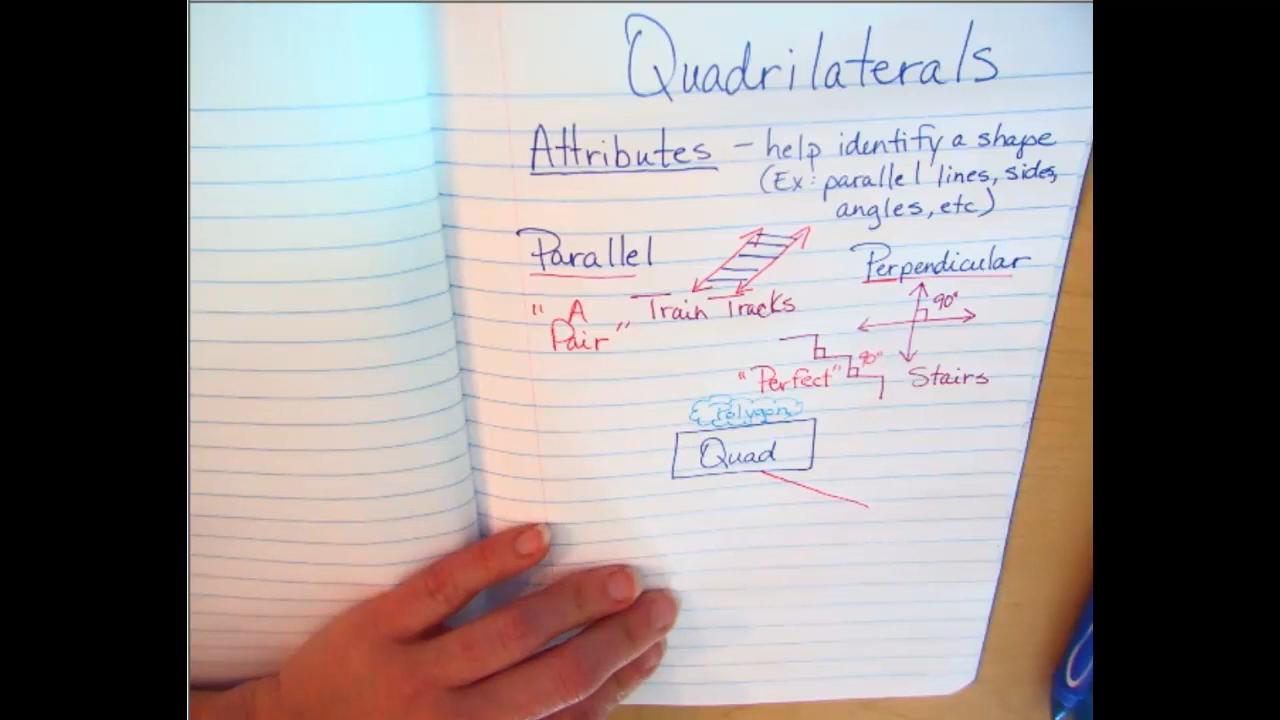 Quadrilaterals
Attributes - help identify a shape
(Ex: parallel lines, sides,
angles, etc)
Parallel
Perpendicular
90°
" A
Pair "
Train Tracks
90°
"Perfect"
Stairs
Polygon
Quad